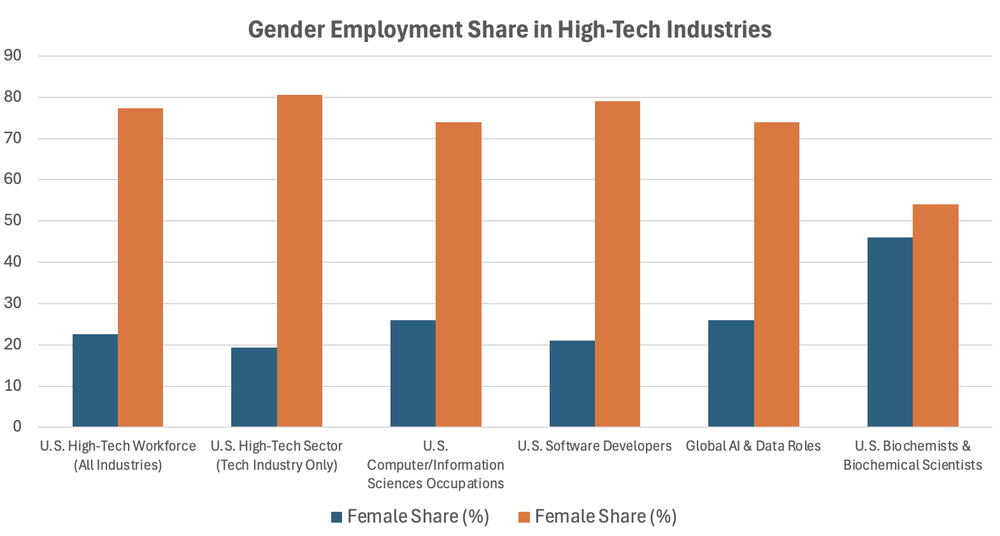 Gender Employment Share in High-Tech Industries
90
80
70
60
50
40
30
20
10
0
U.S. High-Tech Workforce
(All Industries)
U.S. High-Tech Sector
(Tech Industry Only)
U.S.
Computer/Information
Sciences Occupations
U.S. Software Developers
Global AI & Data Roles
U.S. Biochemists &
Biochemical Scientists
Female Share (%)
Female Share (%)